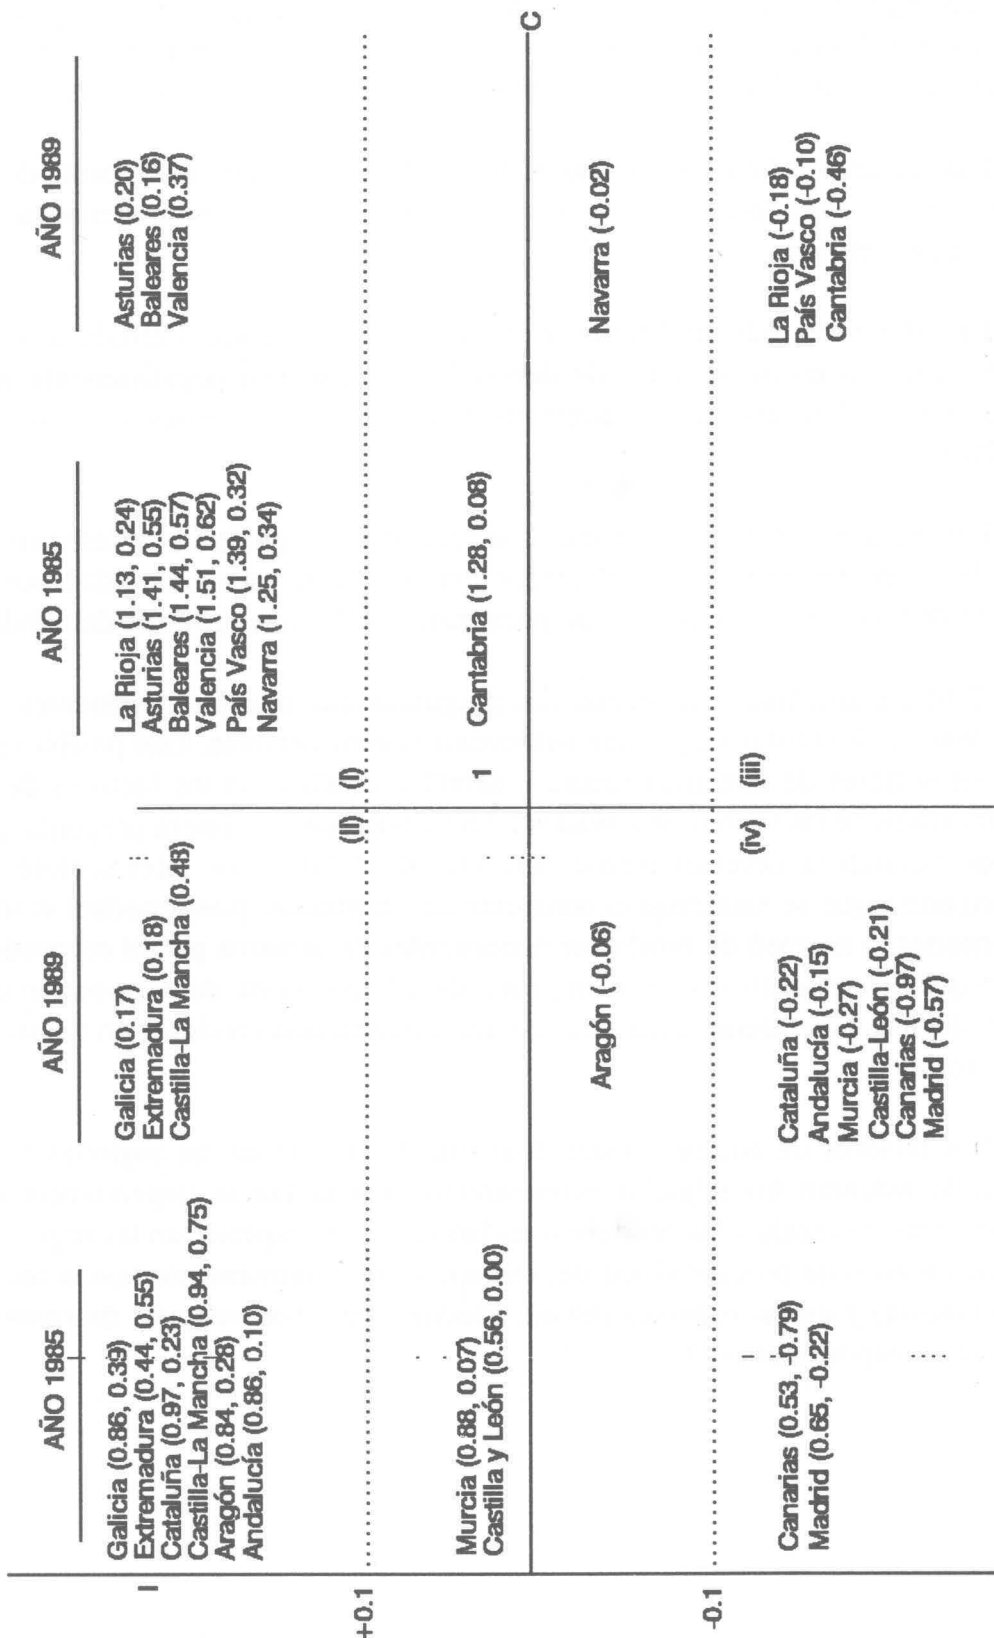 AÑO 1985
AÑO 1989
AÑO 1985
AÑO 1989
I
Galicia (0.86, 0.39)
Extremadura (0.44, 0.55)
Cataluña (0.97, 0.23)
Castilla-La Mancha (0.94, 0.75)
Aragón (0.84, 0.28)
Andalucía (0.86, 0.10)
Galicia (0.17)
Extremadura (0.18)
Castilla-La Mancha (0.48)
La Rioja (1.13, 0.24)
Asturias (1.41, 0.55)
Baleares (1.44, 0.57)
Valencia (1.51, 0.62)
País Vasco (1.39, 0.32)
Navarra (1.25, 0.34)
Asturias (0.20)
Baleares (0.16)
Valencia (0.37)
+0.1
(II)
(I)
Murcia (0.88, 0.07)
Castilla y León (0.56, 0.00)
1
Cantabria (1.28, 0.08)
C
Aragón (-0.06)
Navarra (-0.02)
-0.1
(iv)
(iii)
Canarias (0.53, -0.79)
Madrid (0.65, -0.22)
Cataluña (-0.22)
Andalucía (-0.15)
Murcia (-0.27)
Castilla-León (-0.21)
Canarias (-0.97)
Madrid (-0.57)
La Rioja (-0.18)
País Vasco (-0.10)
Cantabria (-0.46)